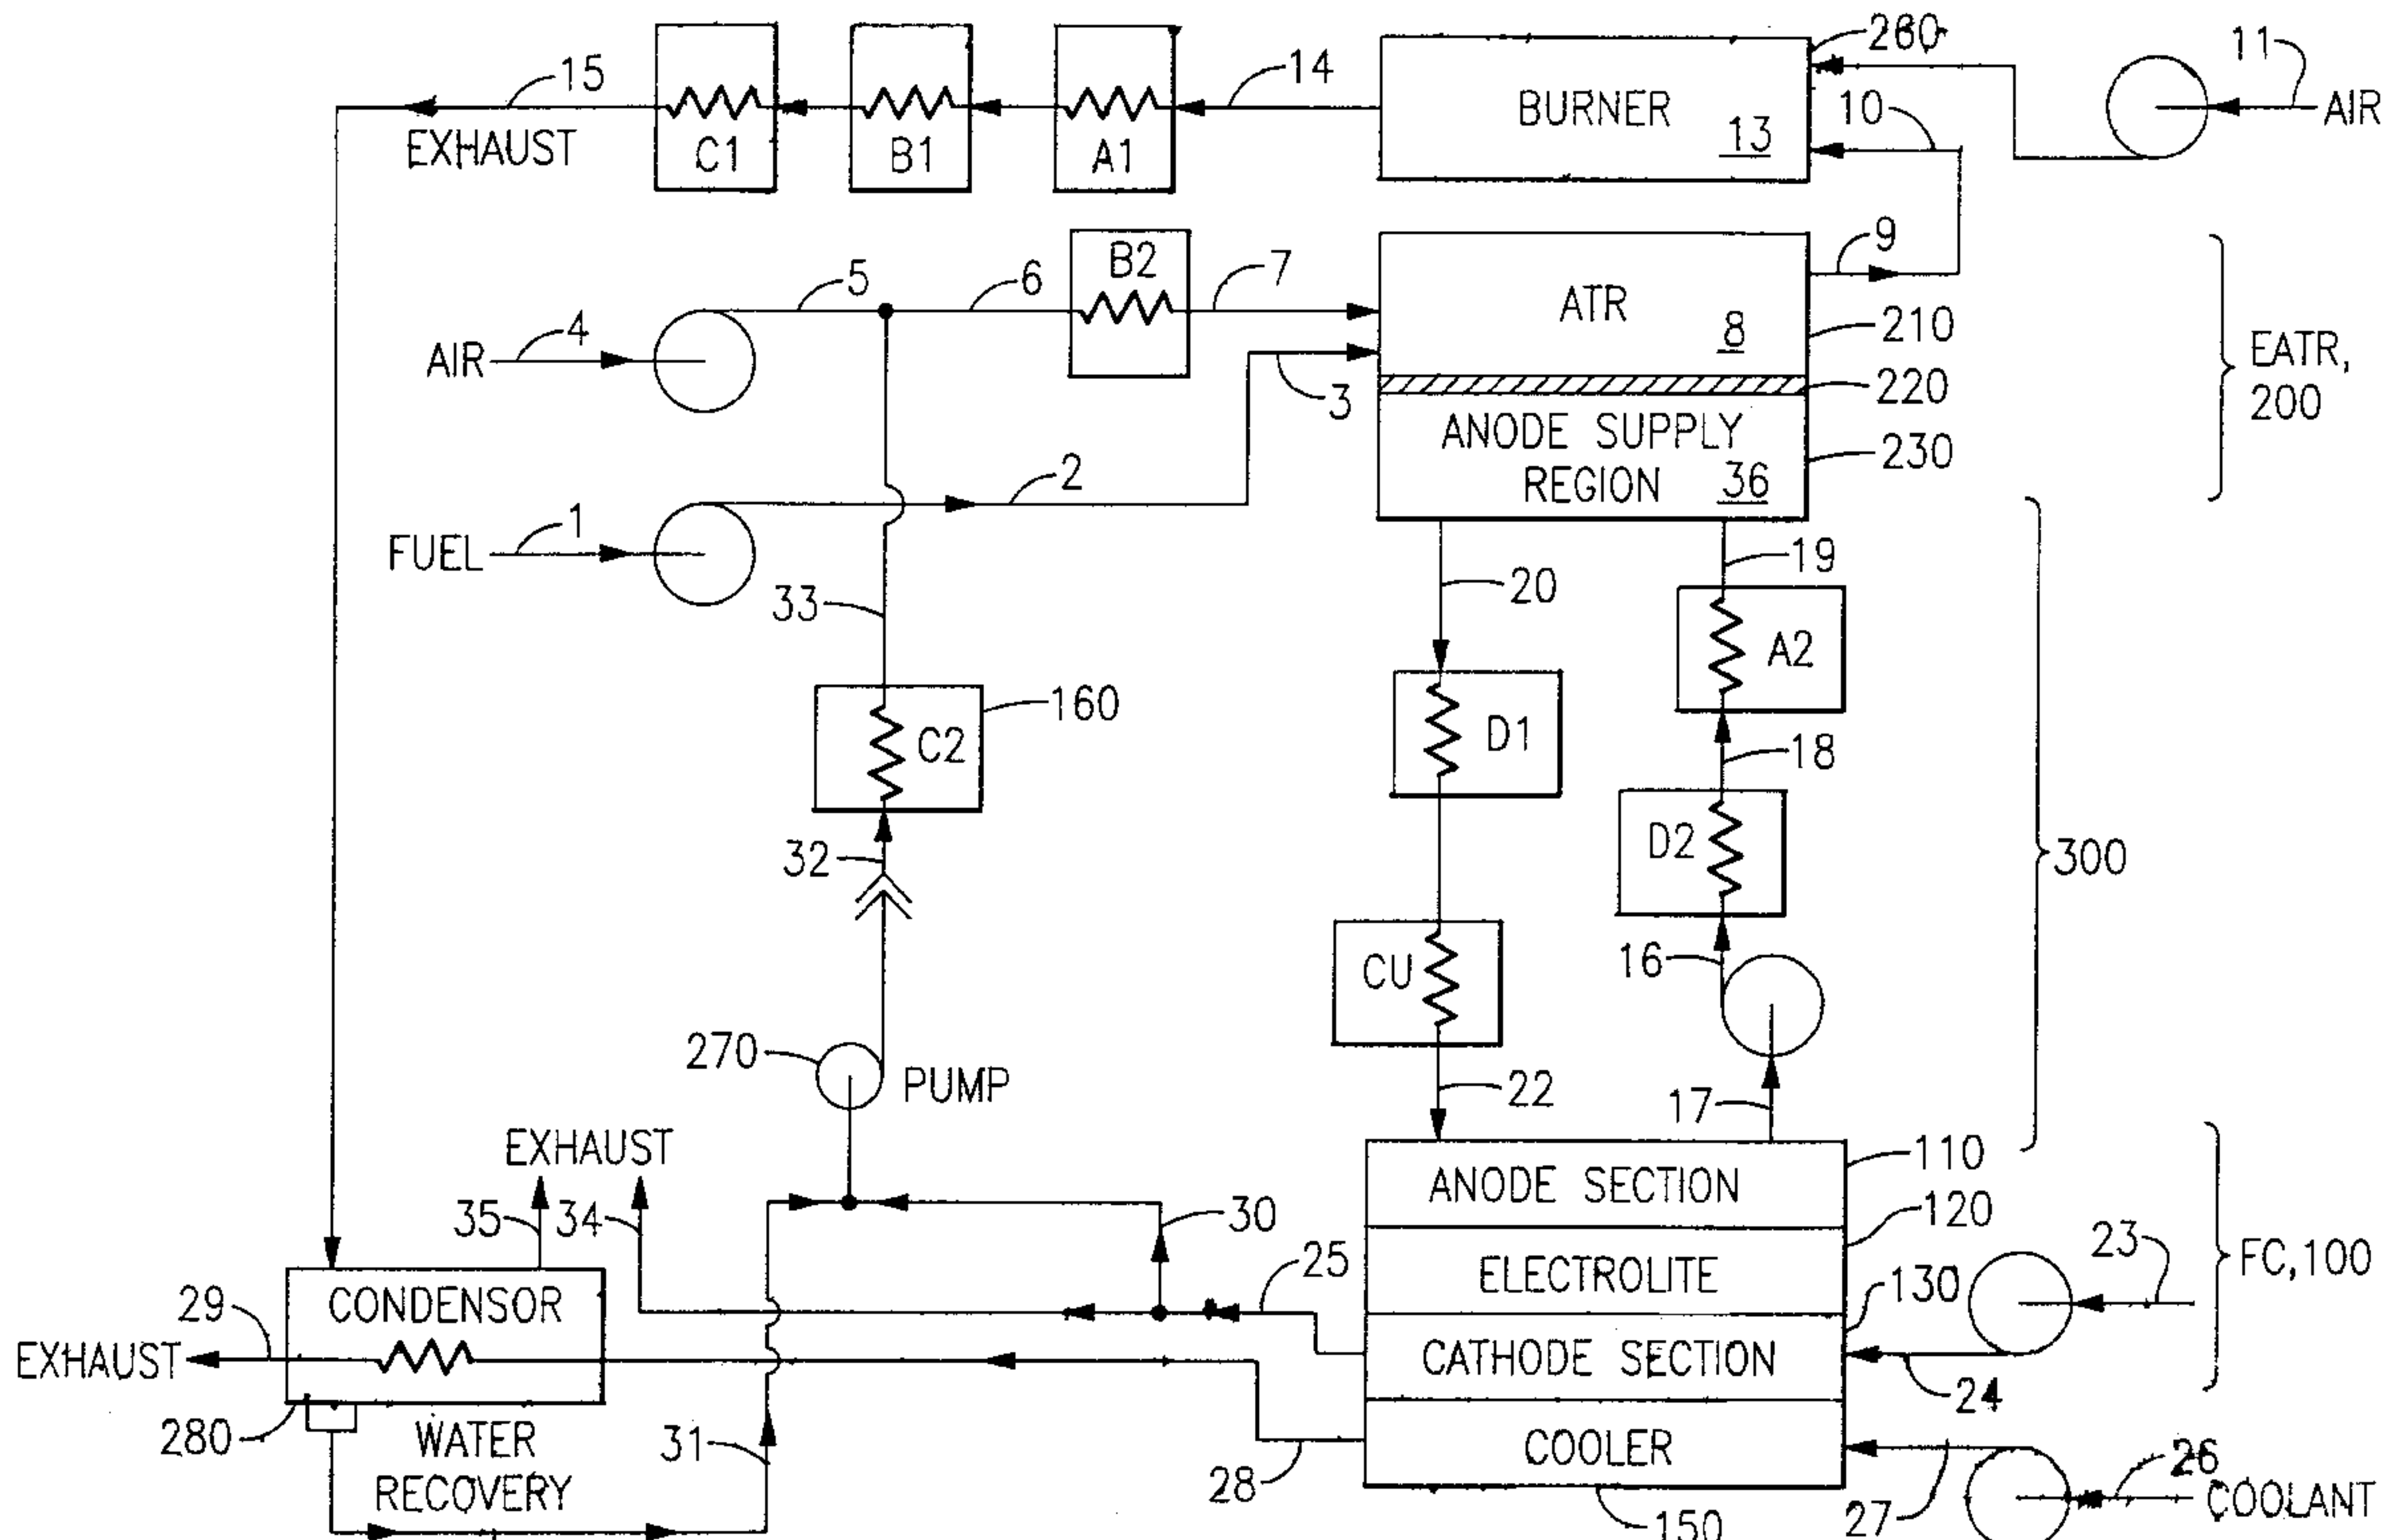 260
11
15
14
BURNER
10
AIR
EXHAUST
C1
B1
A1
13
B2
9
5
6
7
ATR
4
8
210
EATR,
200
AIR
220
3
ANODE SUPPLY
REGION
36
230
2
1
FUEL
19
20
33
A2
160
D1
C2
18
D2
32
300
CU
16
270
PUMP
22
17
EXHAUST
110
35
34
30
ANODE SECTION
120
25
23
ELECTROLITE
FC,100
29
CONDENSOR
130
EXHAUST
CATHODE SECTION
24
280
WATER
RECOVERY
31
COOLER
28
26
COOLANT
27
150